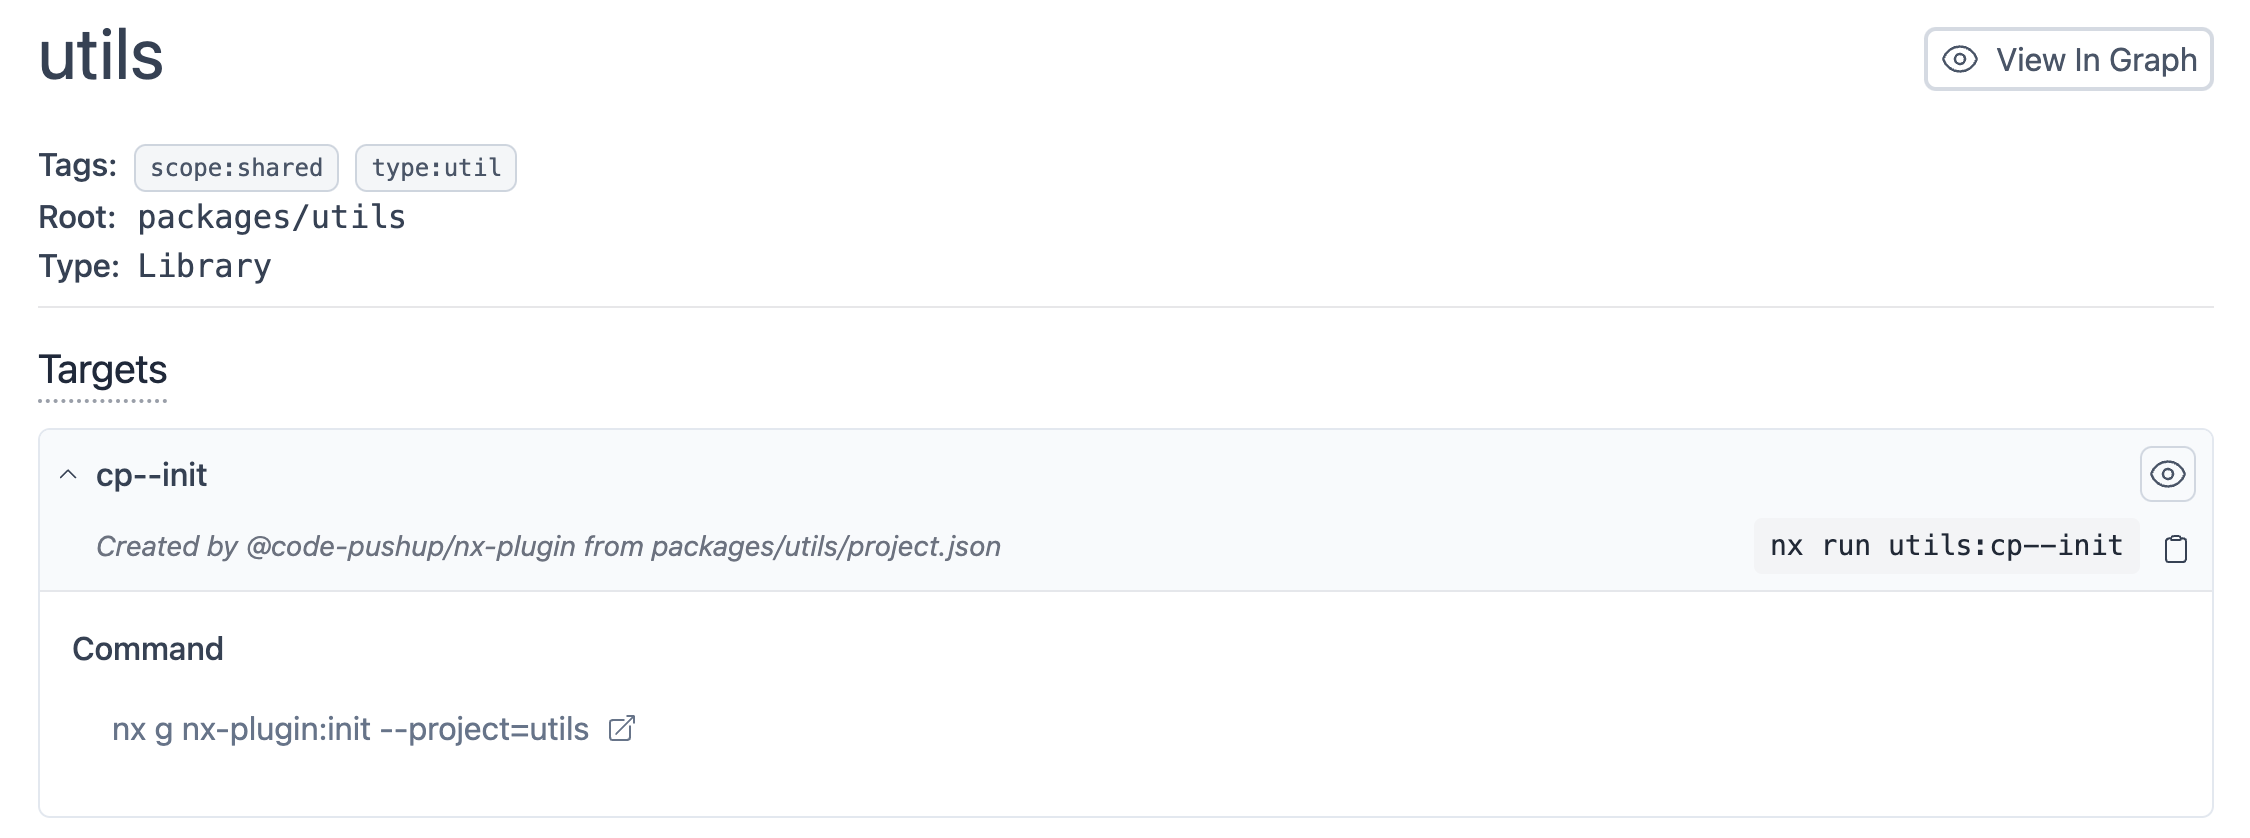 utils
View In Graph
Tags: scope:shared type:util
Root: packages/utils
Type: Library
Targets
cp--init
Created by @code-pushup/nx-plugin from packages/utils/project.json
nx run utils:cp--init
Command
nx g nx-plugin:init --project=utils